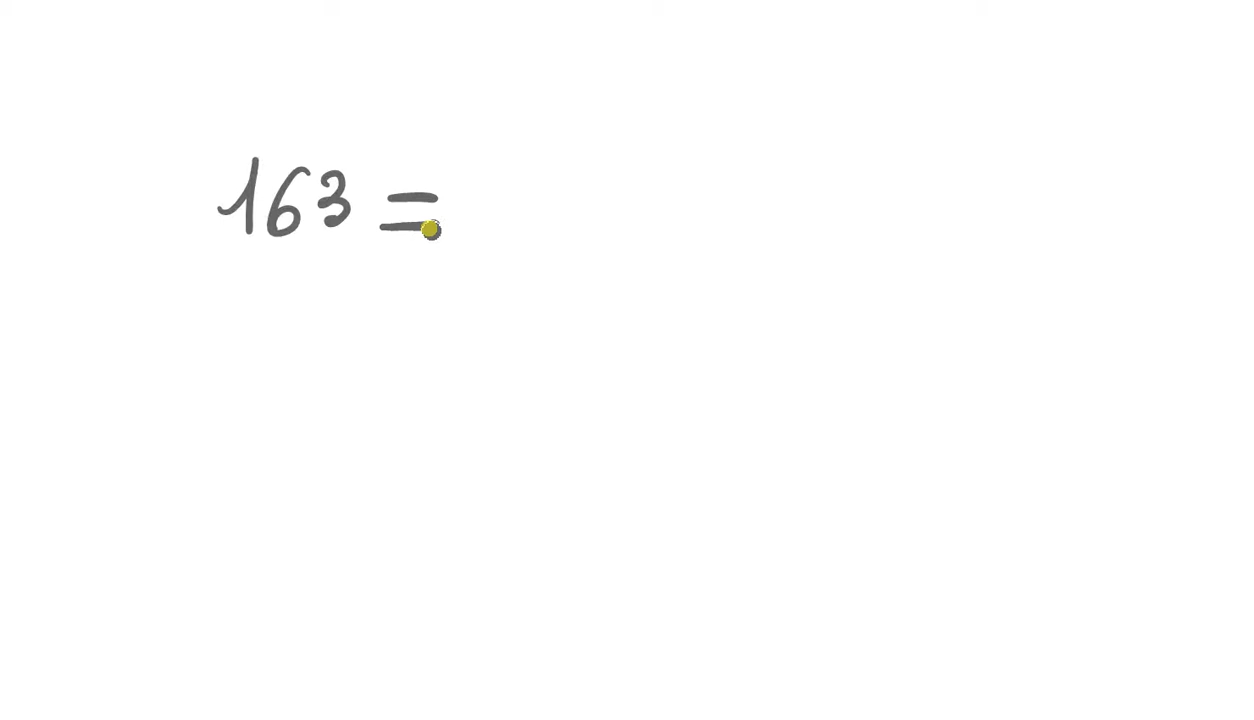 163 =